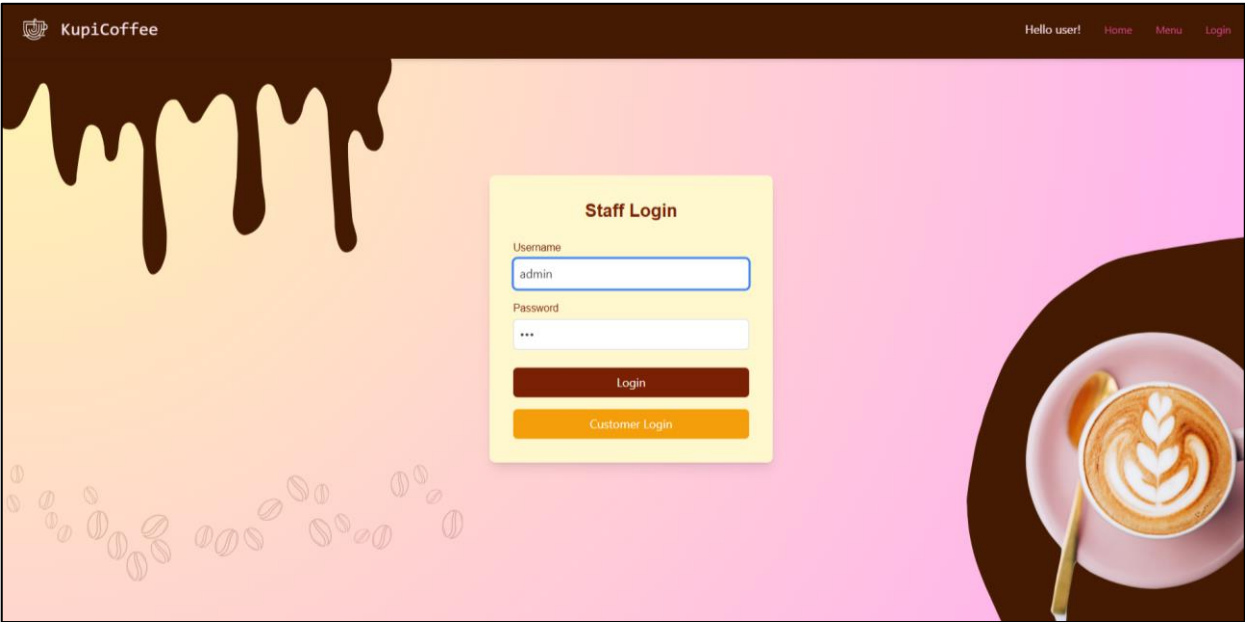 KupiCoffee
Hello user! Home Menu Login
Staff Login
Username
admin
Password
•••
Login
Customer Login